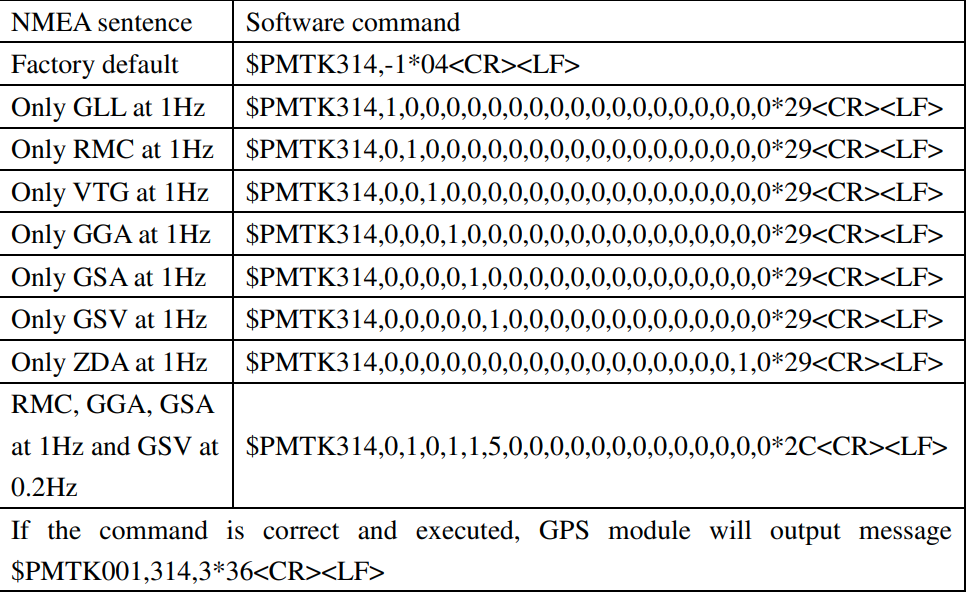 NMEA sentence Software command
Factory default $PMTK314,-1*04<CR><LF>
Only GLL at 1Hz $PMTK314,1,0,0,0,0,0,0,0,0,0,0,0,0,0,0,0,0,0,0*29<CR><LF>
Only RMC at 1Hz $PMTK314,0,1,0,0,0,0,0,0,0,0,0,0,0,0,0,0,0,0,0*29<CR><LF>
Only VTG at 1Hz $PMTK314,0,0,1,0,0,0,0,0,0,0,0,0,0,0,0,0,0,0,0*29<CR><LF>
Only GGA at 1Hz $PMTK314,0,0,0,1,0,0,0,0,0,0,0,0,0,0,0,0,0,0,0*29<CR><LF>
Only GSA at 1Hz $PMTK314,0,0,0,0,1,0,0,0,0,0,0,0,0,0,0,0,0,0,0*29<CR><LF>
Only GSV at 1Hz $PMTK314,0,0,0,0,0,1,0,0,0,0,0,0,0,0,0,0,0,0,0*29<CR><LF>
Only ZDA at 1Hz $PMTK314,0,0,0,0,0,0,0,0,0,0,0,0,0,0,0,0,0,1,0*29<CR><LF>
RMC, GGA, GSA
at 1Hz and GSV at
0.2Hz
$PMTK314,0,1,0,1,1,5,0,0,0,0,0,0,0,0,0,0,0,0,0*2C<CR><LF>
If the command is correct and executed, GPS module will output message
$PMTK001,314,3*36<CR><LF>